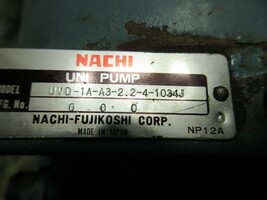 NACHI
UNI PUMP
MODEL UVD-1A-A3-2.2-4-1034J
MFG. No. 0 0 0
NACHI-FUJIKOSHI CORP.
MADE IN JAPAN NP12A